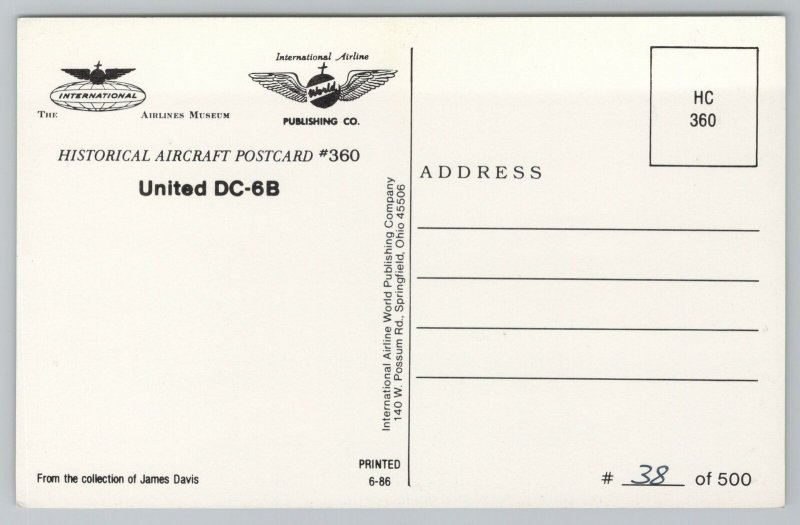 THE INTERNATIONAL AIRLINES MUSEUM
International Airline
World
PUBLISHING CO.
HISTORICAL AIRCRAFT POSTCARD #360
United DC-6B
From the collection of James Davis
PRINTED
6-86
International Airline World Publishing Company
140 W. Possum Rd., Springfield, Ohio 45506
HC
360
ADDRESS
# 38 of 500